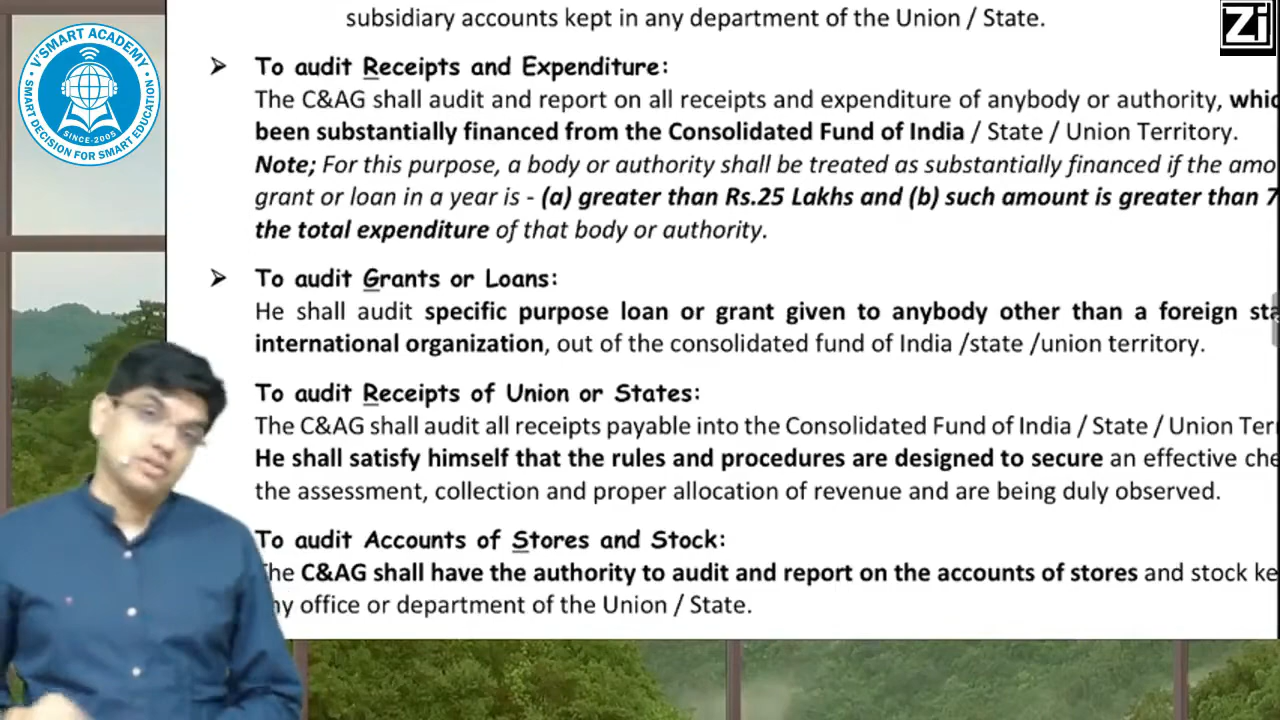 subsidiary accounts kept in any department of the Union / State.
Zi
V'SMART ACADEMY
SMART DECISION FOR SMART EDUCATION
SINCE-2005
➤ To audit Receipts and Expenditure:
The C&AG shall audit and report on all receipts and expenditure of anybody or authority,
been substantially financed from the Consolidated Fund of India / State / Union Territory.
Note; For this purpose, a body or authority shall be treated as substantially financed if the
grant or loan in a year is - (a) greater than Rs.25 Lakhs and (b) such amount is greater than
the total expenditure of that body or authority.
➤ To audit Grants or Loans:
He shall audit specific purpose loan or grant given to anybody other than a foreign
international organization, out of the consolidated fund of India /state /union territory.
To audit Receipts of Union or States:
The C&AG shall audit all receipts payable into the Consolidated Fund of India / State / Union
He shall satisfy himself that the rules and procedures are designed to secure an effective
the assessment, collection and proper allocation of revenue and are being duly observed.
To audit Accounts of Stores and Stock:
The C&AG shall have the authority to audit and report on the accounts of stores and stock
any office or department of the Union / State.